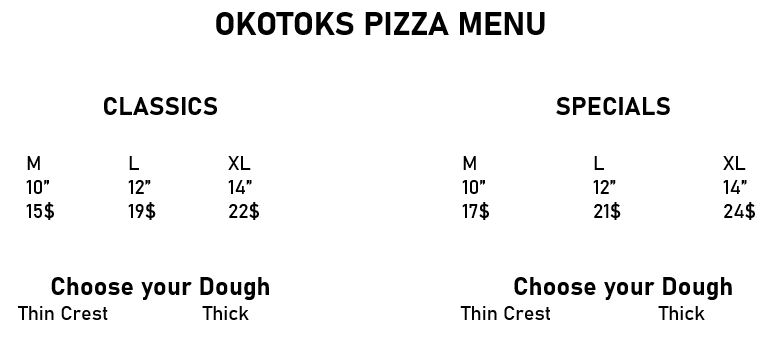 OKOTOKS PIZZA MENU
CLASSICS
M L XL
10" 12" 14"
15$ 19$ 22$
Choose your Dough
Thin Crest Thick
SPECIALS
M L XL
10" 12" 14"
17$ 21$ 24$
Choose your Dough
Thin Crest Thick